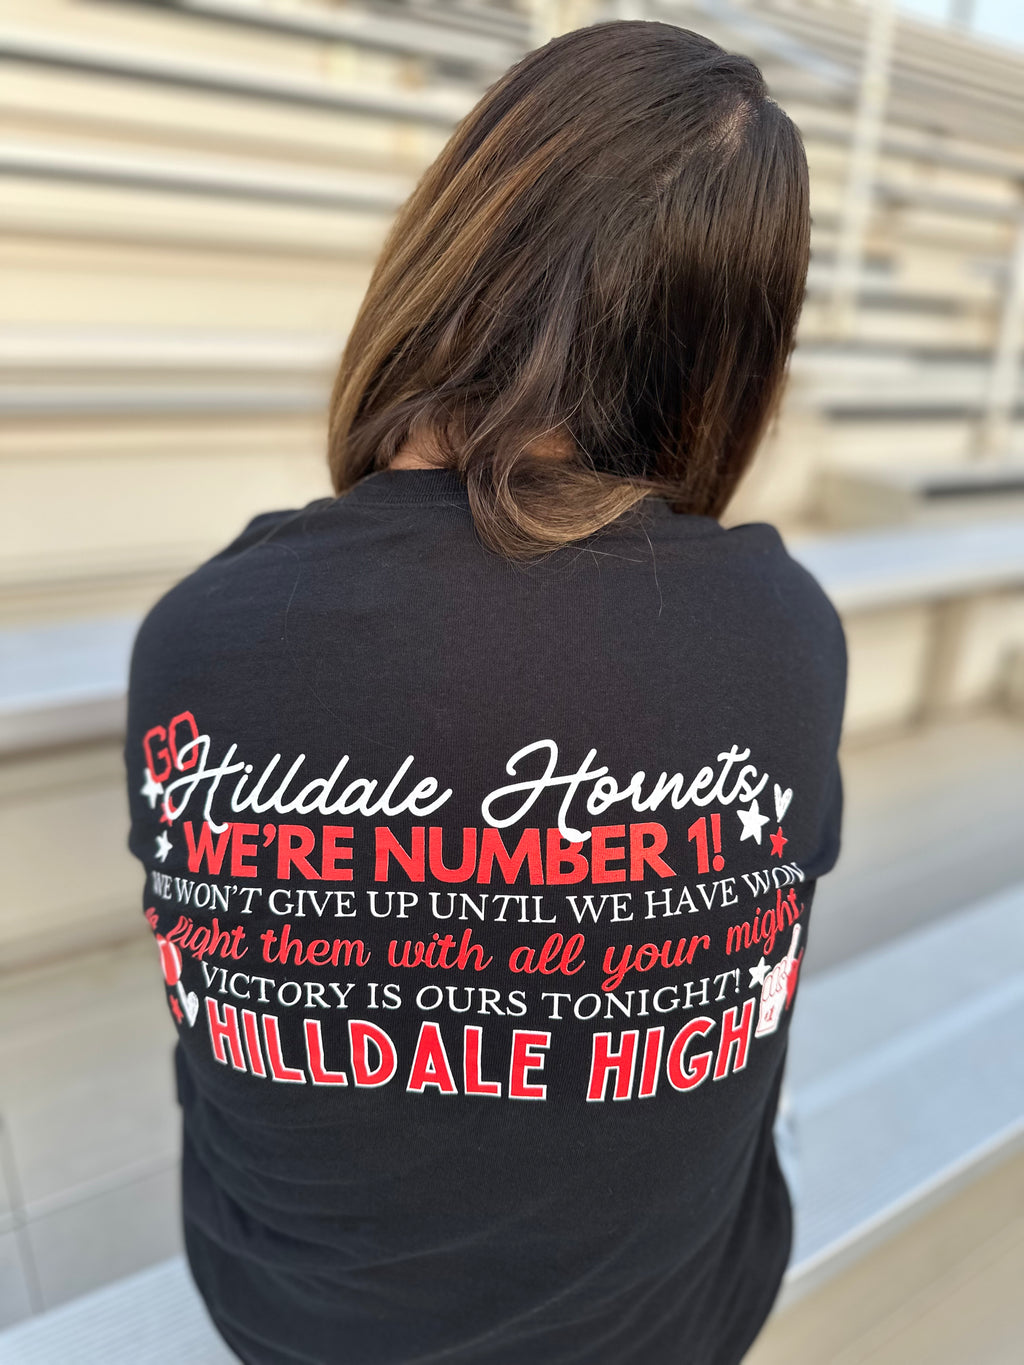 GO
Hilldale Hornets
WE'RE NUMBER 1!
WE WON'T GIVE UP UNTIL WE HAVE WON
fight them with all your might
VICTORY IS OURS TONIGHT!
HILLDALE HIGH